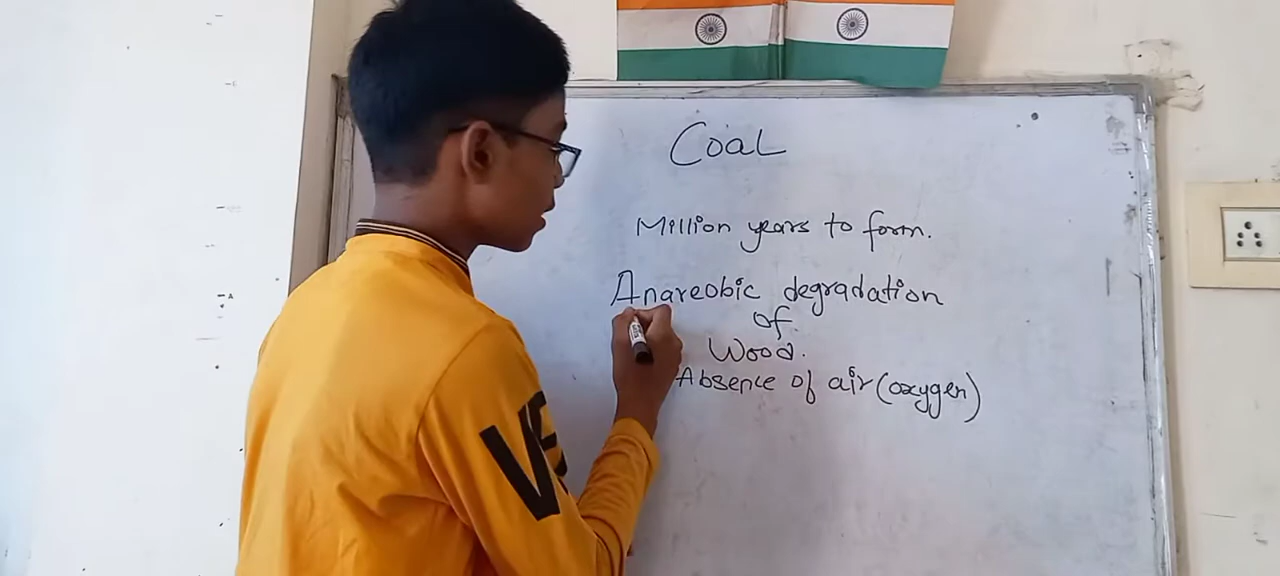 Coal
Million years to form.
Anareobic degradation
of
Wood.
Absence of air (oxygen)